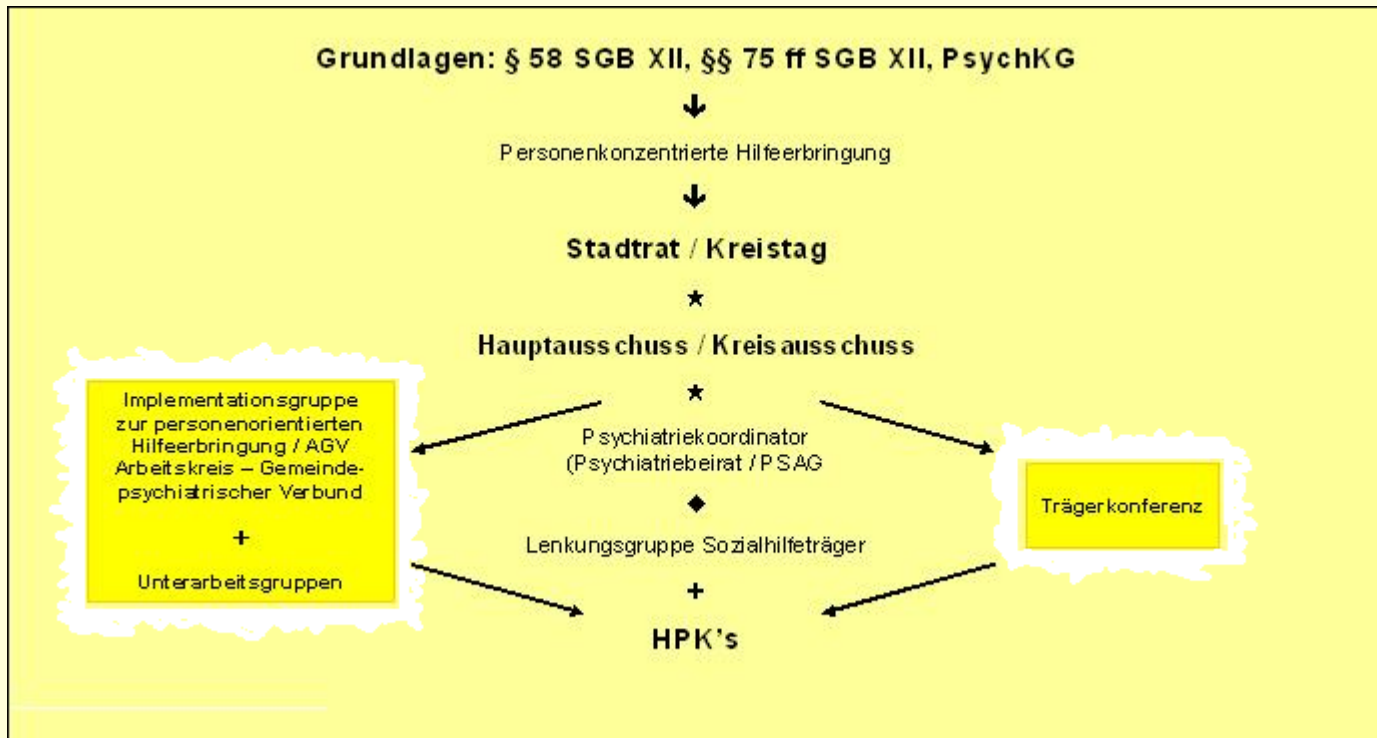 Grundlagen: § 58 SGB XII, §§ 75 ff SGB XII, PsychKG
Personenkonzentrierte Hilfeerbringung
Stadtrat / Kreistag
Hauptausschuss / Kreisausschuss
Implementationsgruppe
zur personenorientierten
Hilfeerbringung / AGV
Arbeitskreis – Gemeinde-
psychiatrischer Verbund
+
Unterarbeitsgruppen
Psychiatriekoordinator
(Psychiatriebeirat / PSAG
Lenkungsgruppe Sozialhilfeträger
+
HPK's
Trägerkonferenz